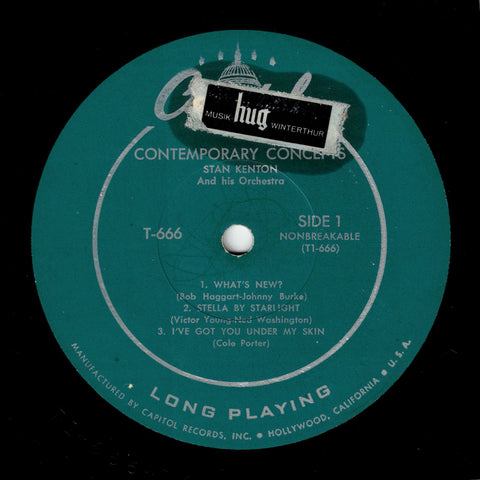 MUSIK hug WINTERTHUR
CONTEMPORARY CONCEPTS
STAN KENTON
And his Orchestra
T-666
SIDE 1
NONBREAKABLE
(T1-666)
1. WHAT'S NEW?
(Bob Haggart-Johnny Burke)
2. STELLA BY STARLIGHT
(Victor Young-Ned Washington)
3. I'VE GOT YOU UNDER MY SKIN
(Cole Porter)
LONG PLAYING
MANUFACTURED BY CAPITOL RECORDS, INC. • HOLLYWOOD, CALIFORNIA • U.S.A.